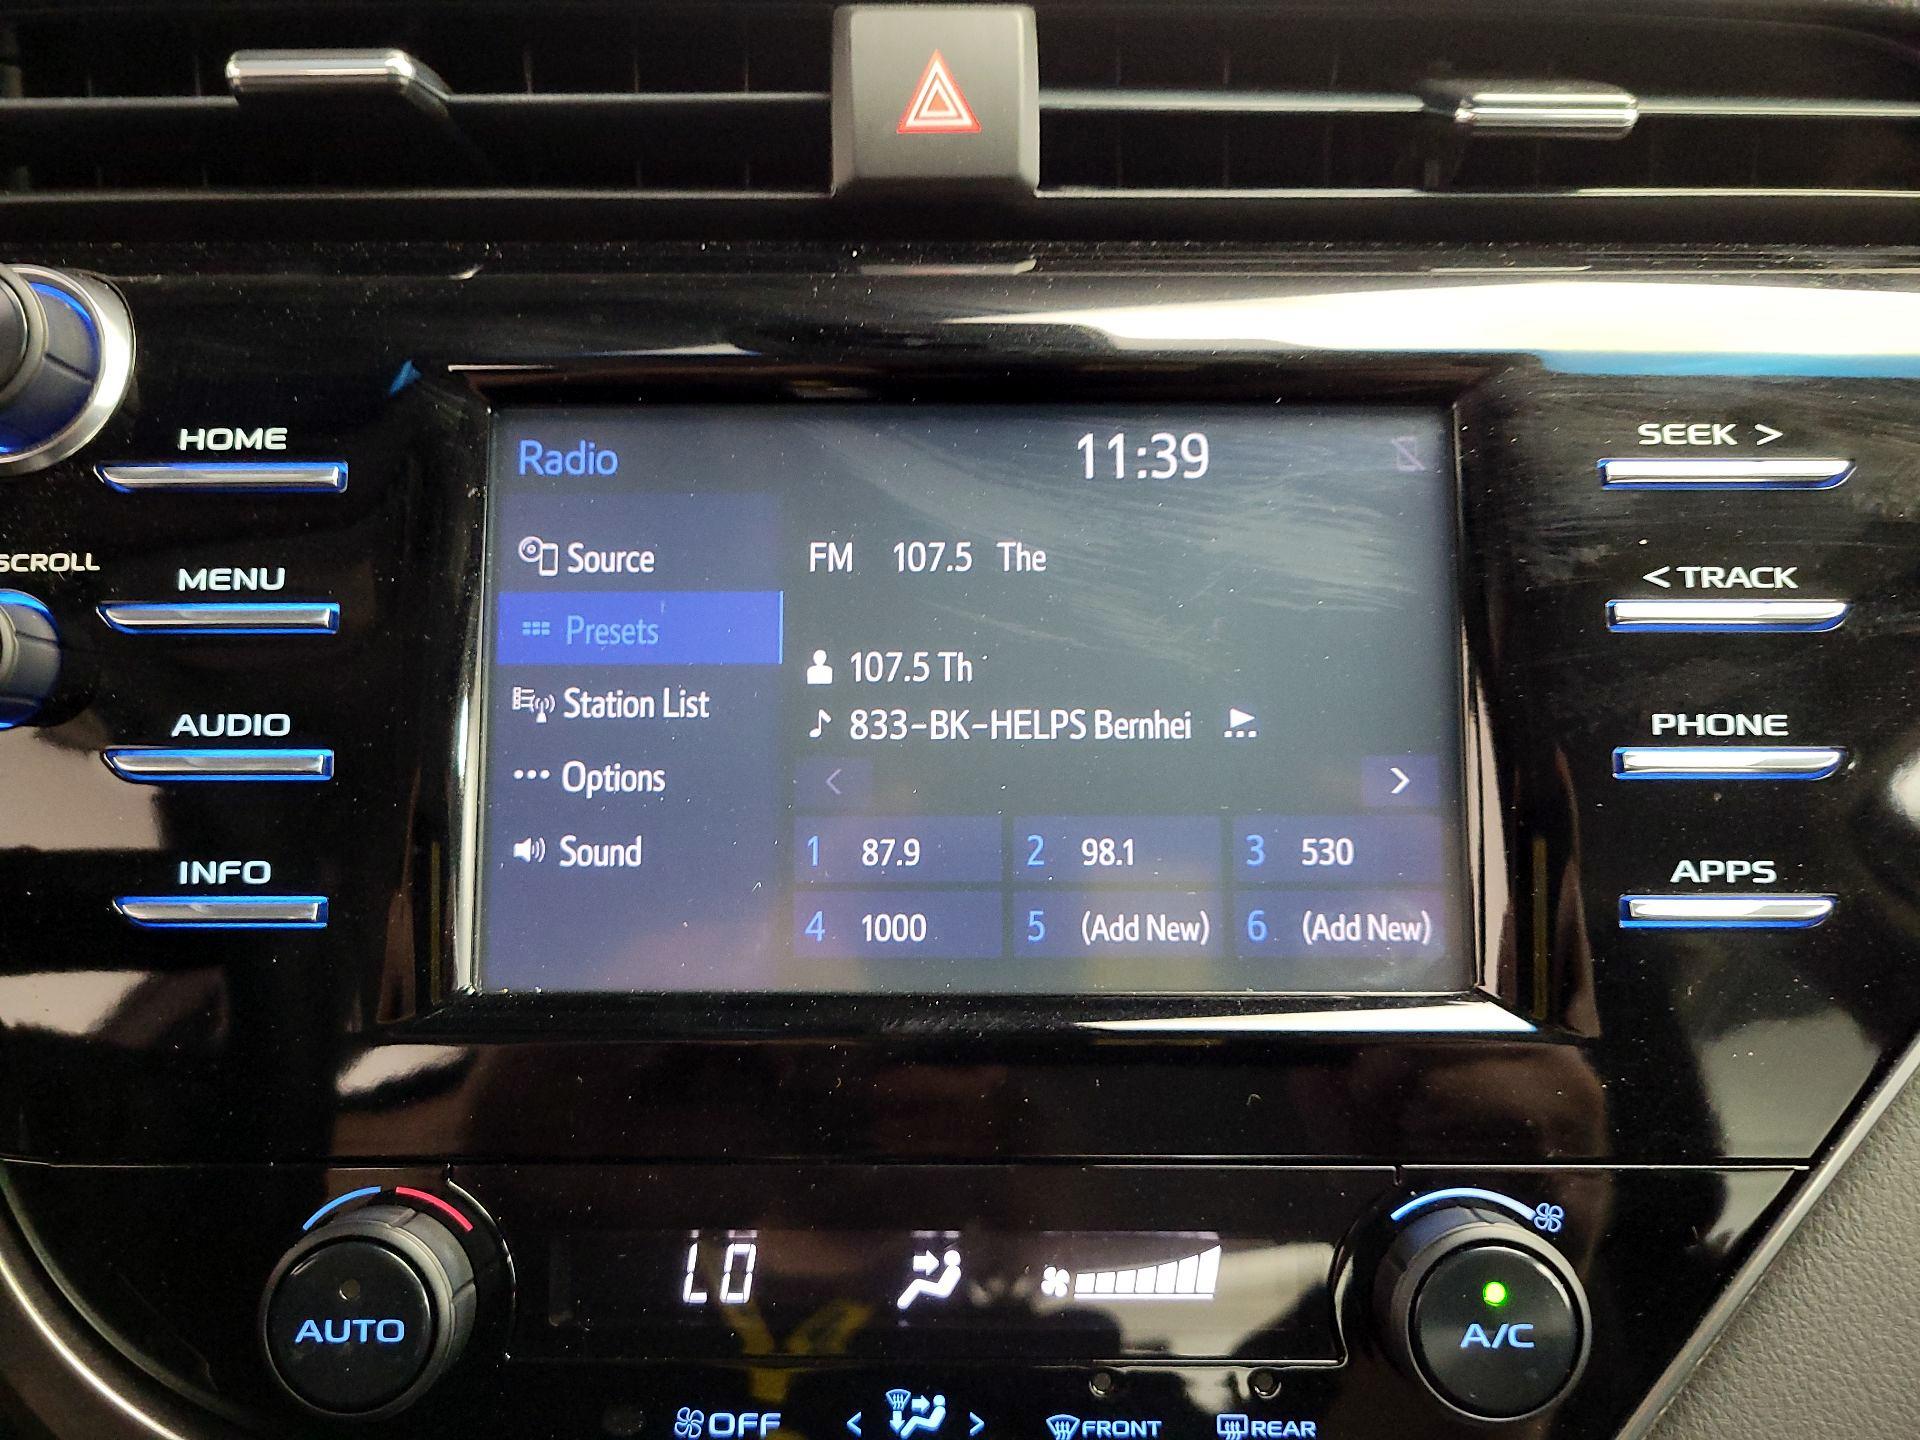 HOME
SCROLL
MENU
AUDIO
INFO
Radio
11:39
Source
Presets
Station List
Options
Sound
FM 107.5 The
107.5 Th
833-BK-HELPS Bernhei
< >
1 87.9 2 98.1 3 530
4 1000 5 (Add New) 6 (Add New)
SEEK >
< TRACK
PHONE
APPS
AUTO
LO
A/C
OFF < > FRONT REAR